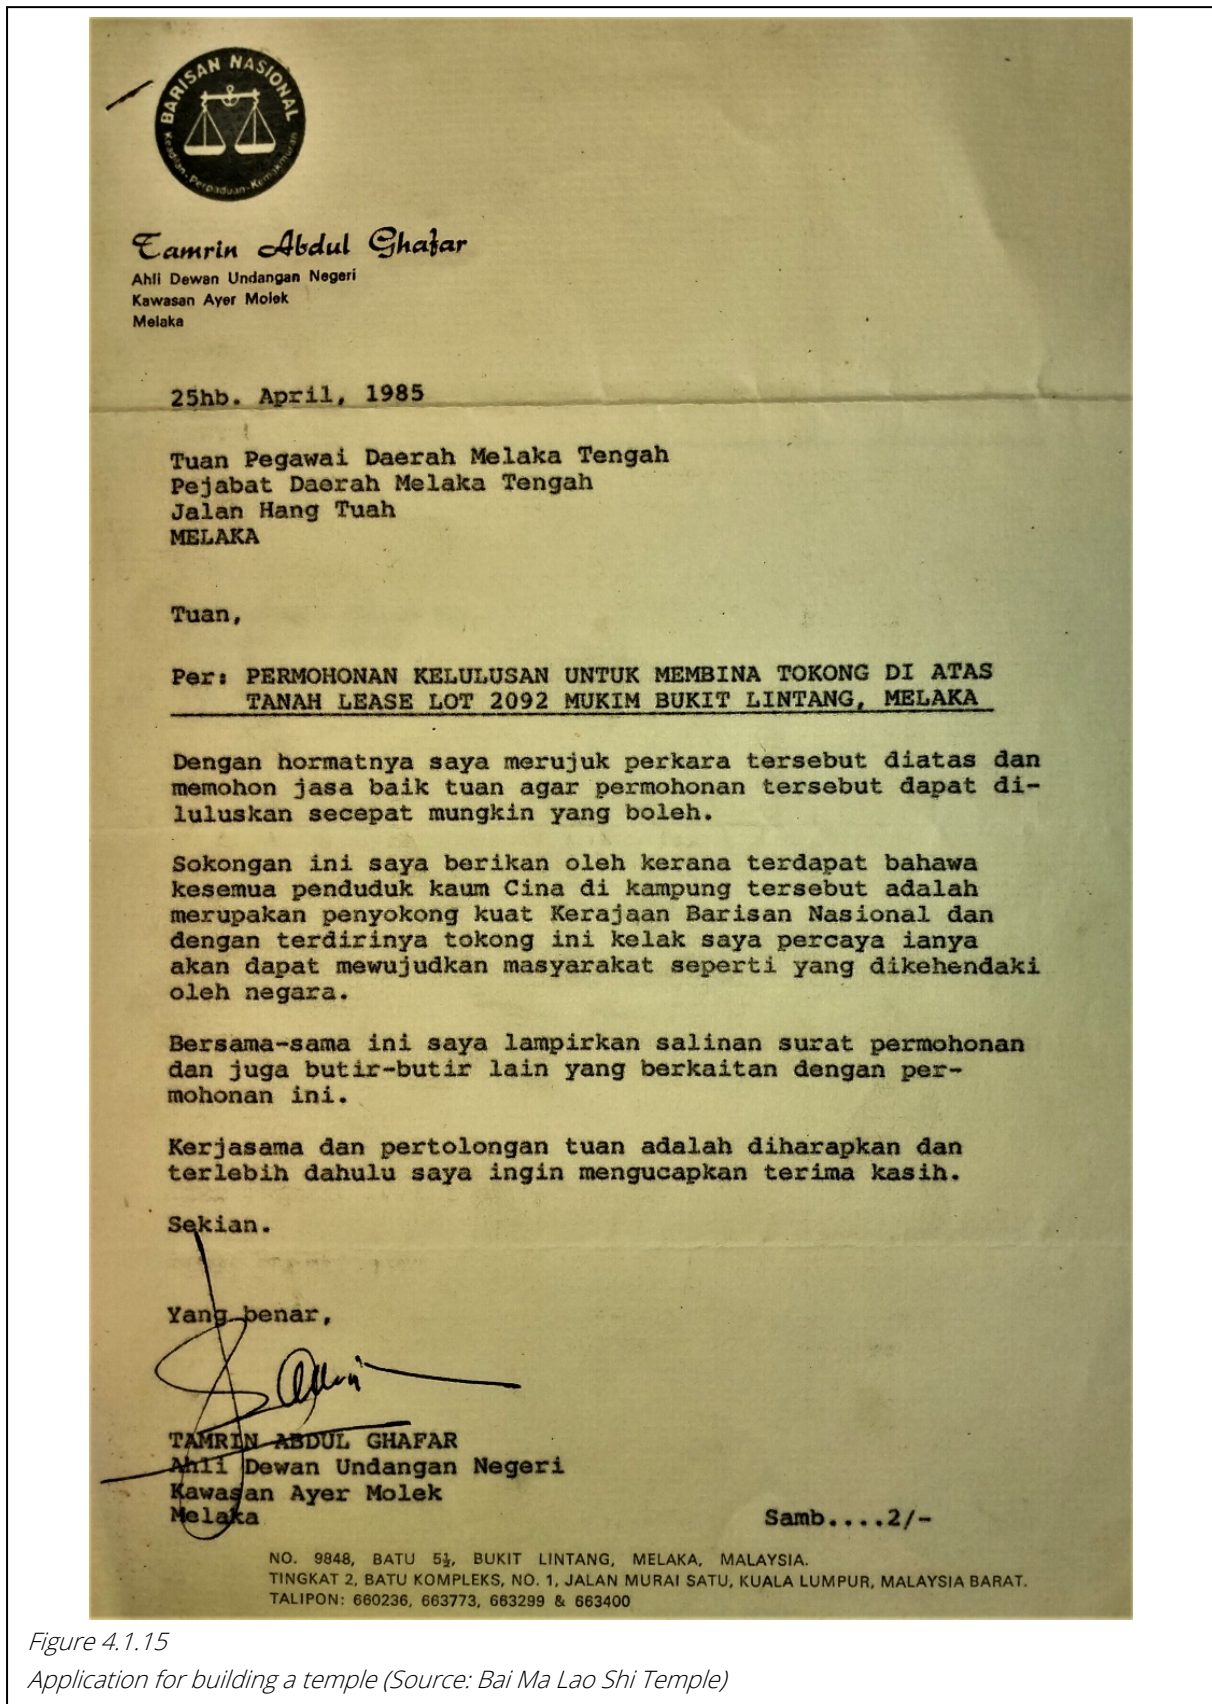 BARISAN NASIONAL
Keadilan-Perpaduan-Kemakmuran
Tamrin Abdul Ghafar
Ahli Dewan Undangan Negeri
Kawasan Ayer Molek
Melaka
25hb. April, 1985
Tuan Pegawai Daerah Melaka Tengah
Pejabat Daerah Melaka Tengah
Jalan Hang Tuah
MELAKA
Tuan,
Per: PERMOHONAN KELULUSAN UNTUK MEMBINA TOKONG DI ATAS
TANAH LEASE LOT 2092 MUKIM BUKIT LINTANG, MELAKA
Dengan hormatnya saya merujuk perkara tersebut diatas dan
memohon jasa baik tuan agar permohonan tersebut dapat di-
luluskan secepat mungkin yang boleh.
Sokongan ini saya berikan oleh kerana terdapat bahawa
kesemua penduduk kaum Cina di kampung tersebut adalah
merupakan penyokong kuat Kerajaan Barisan Nasional dan
dengan terdirinya tokong ini kelak saya percaya ianya
akan dapat mewujudkan masyarakat seperti yang dikehendaki
oleh negara.
Bersama-sama ini saya lampirkan salinan surat permohonan
dan juga butir-butir lain yang berkaitan dengan per-
mohonan ini.
Kerjasama dan pertolongan tuan adalah diharapkan dan
terlebih dahulu saya ingin mengucapkan terima kasih.
Sekian.
Yang benar,
TAMRIN ABDUL GHAFAR
Ahli Dewan Undangan Negeri
Kawasan Ayer Molek
Melaka
Samb....2/-
NO. 9848, BATU 5½, BUKIT LINTANG, MELAKA, MALAYSIA.
TINGKAT 2, BATU KOMPLEKS, NO. 1, JALAN MURAI SATU, KUALA LUMPUR, MALAYSIA BARAT.
TALIPON: 660236, 663773, 663299 & 663400
Figure 4.1.15
Application for building a temple (Source: Bai Ma Lao Shi Temple)